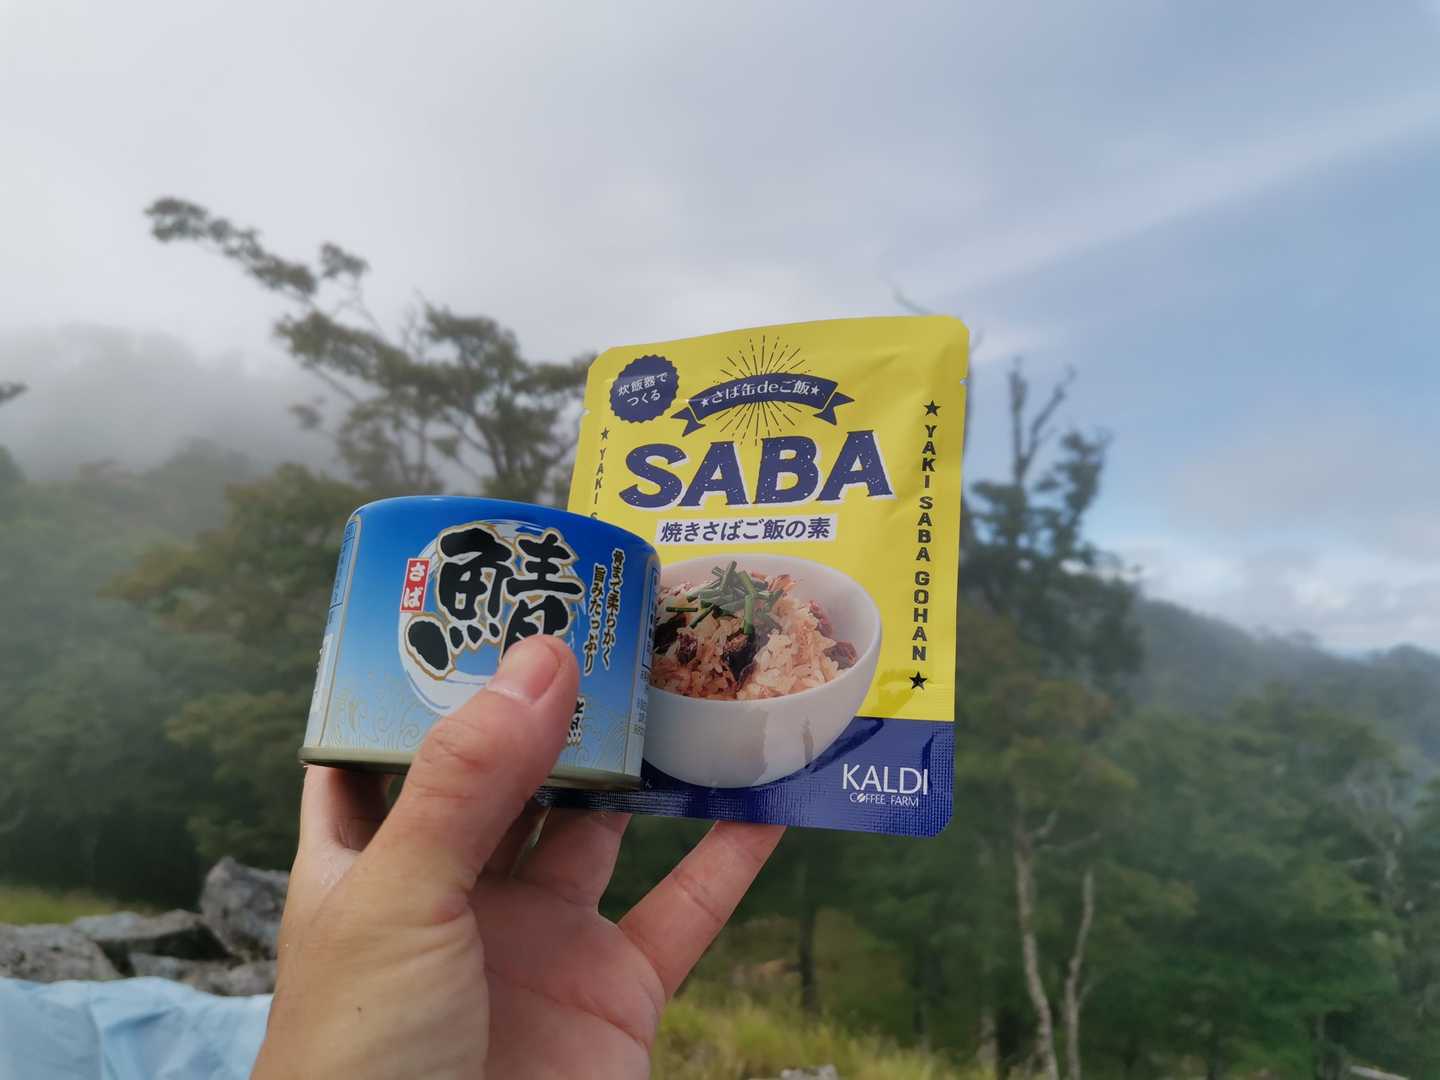 炊飯器で
つくる
★さば缶deご飯★
SABA
焼きさばご飯の素
★YAKISABA GOHAN★
★YAKI S
KALDI
COFFEE FARM
さば
鯖
骨まで柔らかく
旨みたっぷり